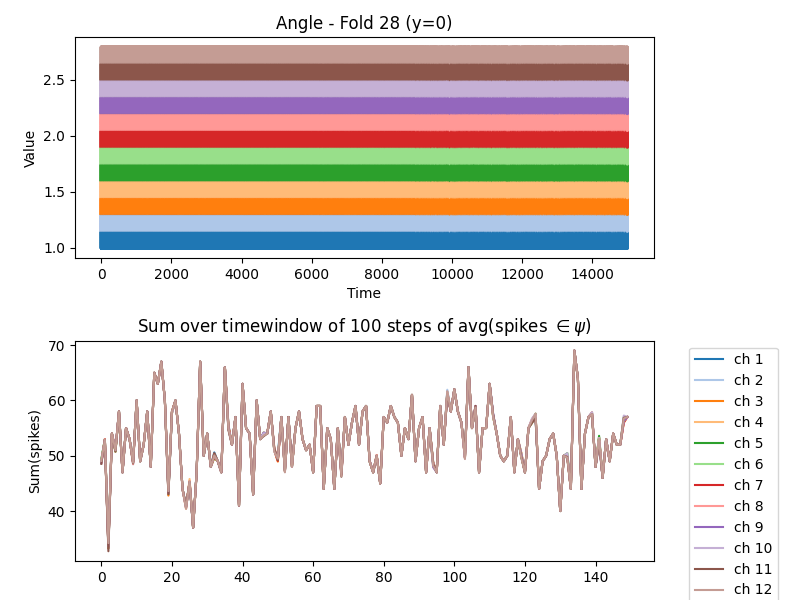 Angle - Fold 28 (y=0)
Value
2.5
2.0
1.5
1.0
0 2000 4000 6000 8000 10000 12000 14000
Time
Sum over timewindow of 100 steps of avg(spikes ∈ ψ)
Sum(spikes)
70
60
50
40
0 20 40 60 80 100 120 140
ch 1
ch 2
ch 3
ch 4
ch 5
ch 6
ch 7
ch 8
ch 9
ch 10
ch 11
ch 12